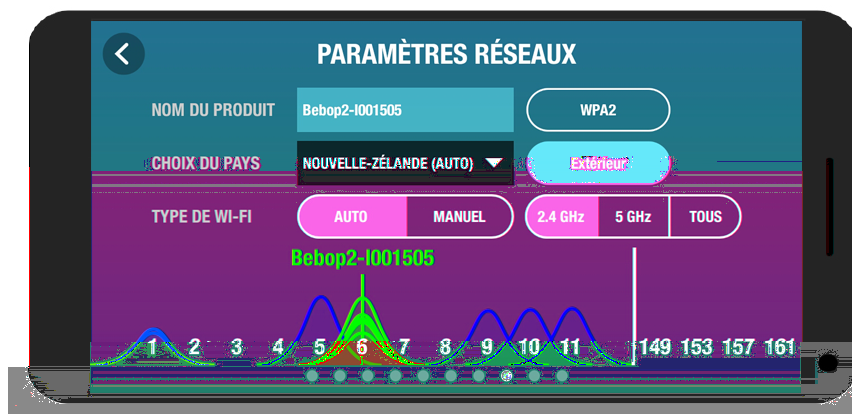 PARAMÈTRES RÉSEAUX
NOM DU PRODUIT Bebop2-I001505 WPA2
CHOIX DU PAYS NOUVELLE-ZÉLANDE (AUTO) Extérieur
TYPE DE WI-FI AUTO MANUEL 2.4 GHz 5 GHz TOUS
Bebop2-I001505
1 2 3 4 5 6 7 8 9 10 11 149 153 157 161